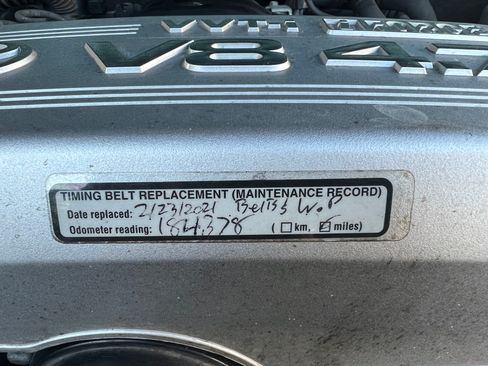 VVTi
V8 4.7
TIMING BELT REPLACEMENT (MAINTENANCE RECORD)
Date replaced: 2/23/2021 Belts W.P
Odometer reading: 184,378 ( □ km, ☑ miles)